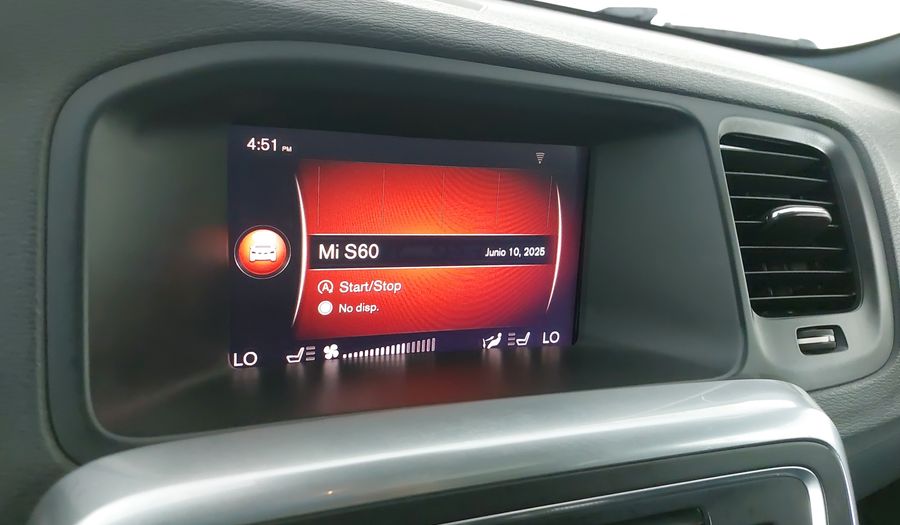 4:51 PM
Mi S60 Junio 10, 2025
Start/Stop
No disp.
LO LO